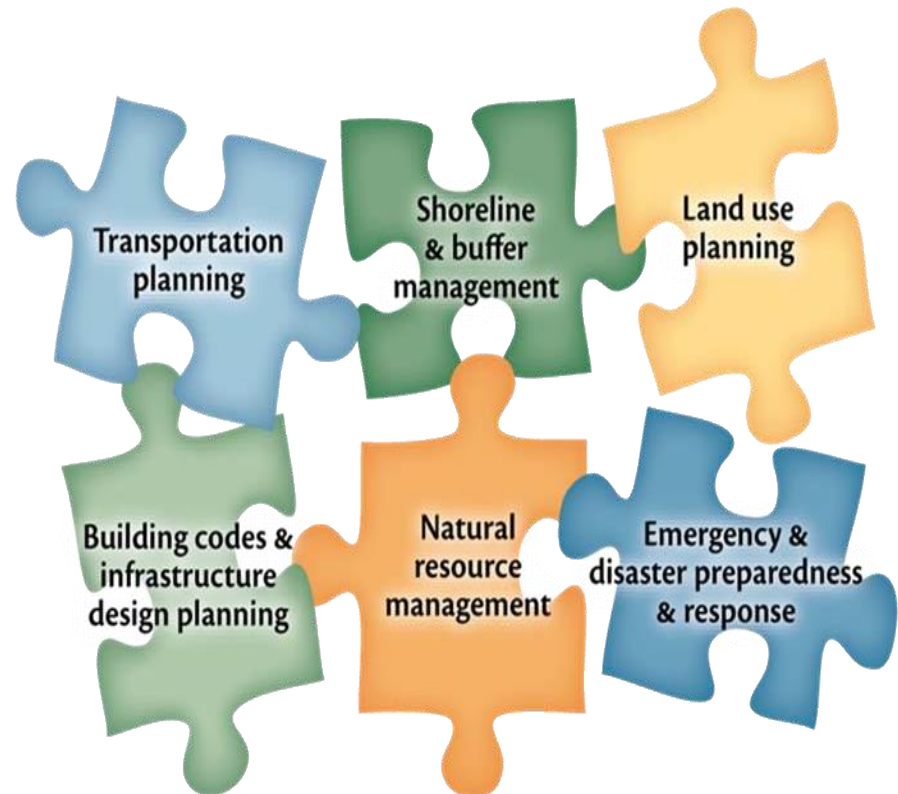 Transportation
planning
Shoreline
& buffer
management
Land use
planning
Building codes &
infrastructure
design planning
Natural
resource
management
Emergency &
disaster preparedness
& response